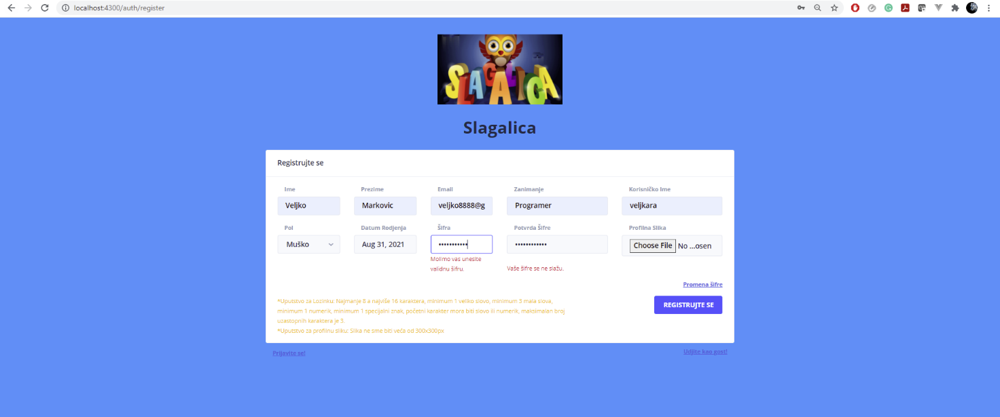 localhost:4300/auth/register
SLAGALICA
Slagalica
Registrujte se
Ime Prezime Email Zanimanje Korisničko Ime
Veljko Markovic veljko8888@g Programer veljkara
Pol Datum Rodjenja Šifra Potvrda Šifre Profilna Slika
Muško Aug 31, 2021 ••••••••••• •••••••••••• Choose File No ...osen
Molimo vas unesite
validnu šifru. Vaše šifre se ne slažu.
Promena šifre
*Uputstvo za Lozinku: Najmanje 8 a najviše 16 karaktera, minimum 1 veliko slovo, minimum 3 mala slova,
minimum 1 numerik, minimum 1 specijalni znak, početni karakter mora biti slovo ili numerik, maksimalan broj
uzastopnih karaktera je 3.
REGISTRUJTE SE
*Uputstvo za profilnu sliku: Slika ne sme biti veća od 300x300px
Prijavite se! Udjite kao gost!